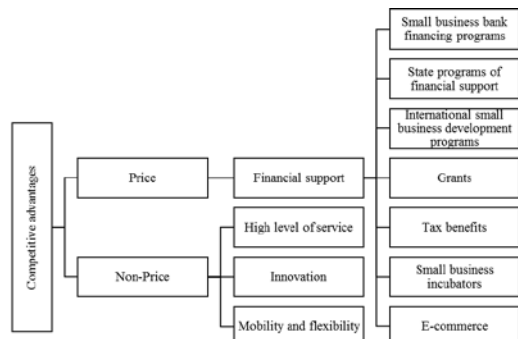 Small business bank
financing programs
State programs of
financial support
International small
business development
programs
Competitive advantages
Price
Financial support
Grants
High level of service
Tax benefits
Non-Price
Innovation
Small business
incubators
Mobility and flexibility
E-commerce